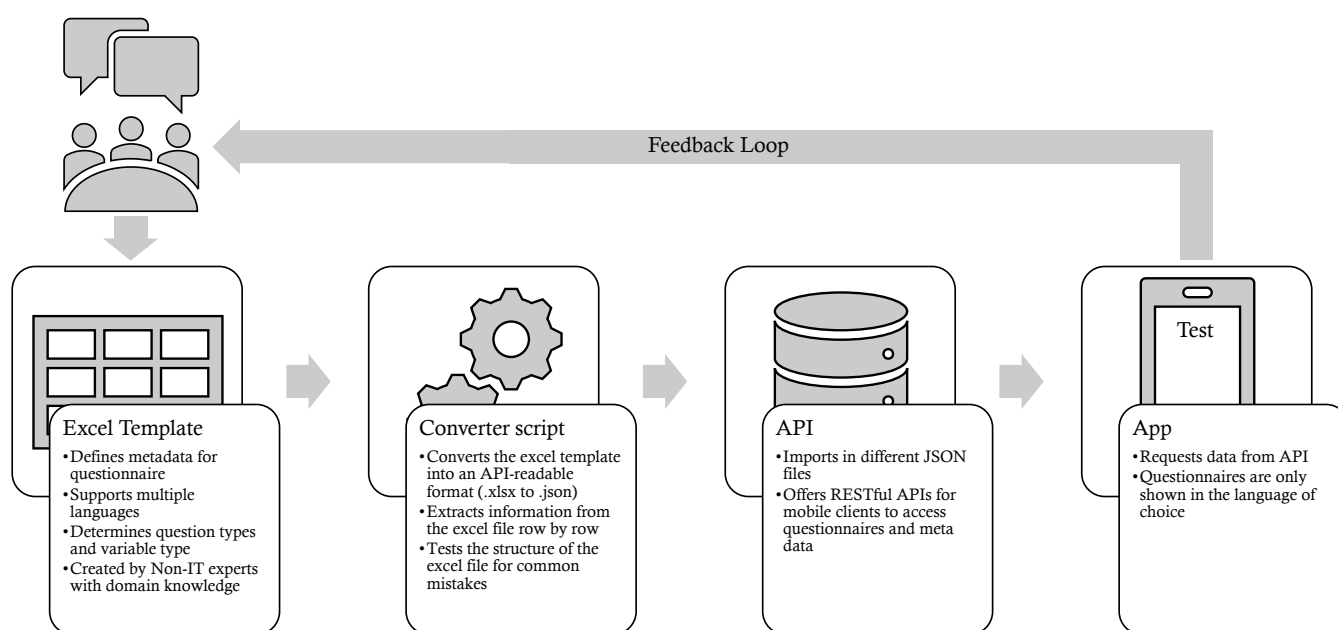 Feedback Loop
Test
Excel Template
•Defines metadata for
questionnaire
•Supports multiple
languages
•Determines question types
and variable type
•Created by Non-IT experts
with domain knowledge
Converter script
•Converts the excel template
into an API-readable
format (.xlsx to .json)
•Extracts information from
the excel file row by row
•Tests the structure of the
excel file for common
mistakes
API
•Imports in different JSON
files
•Offers RESTful APIs for
mobile clients to access
questionnaires and meta
data
App
•Requests data from API
•Questionnaires are only
shown in the language of
choice